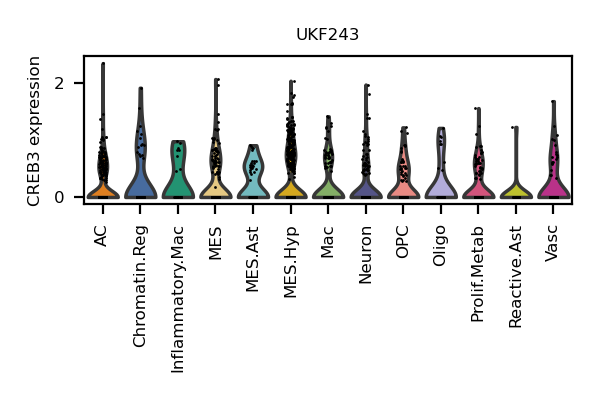 UKF243
CREB3 expression
2
0
AC
Chromatin.Reg
Inflammatory.Mac
MES
MES.Ast
MES.Hyp
Mac
Neuron
OPC
Oligo
Prolif.Metab
Reactive.Ast
Vasc